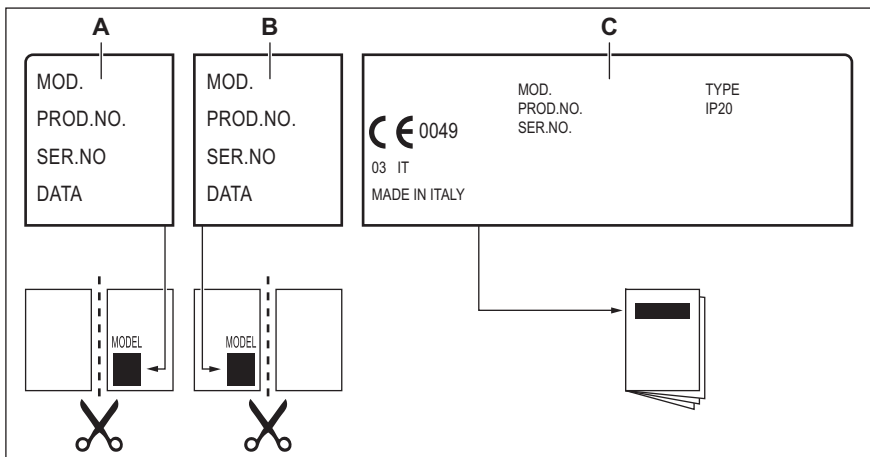 A
B
C
MOD.
PROD.NO.
SER.NO
DATA
MOD.
PROD.NO.
SER.NO
DATA
MOD.
PROD.NO.
SER.NO.
TYPE
IP20
CE 0049
03 IT
MADE IN ITALY
MODEL
MODEL